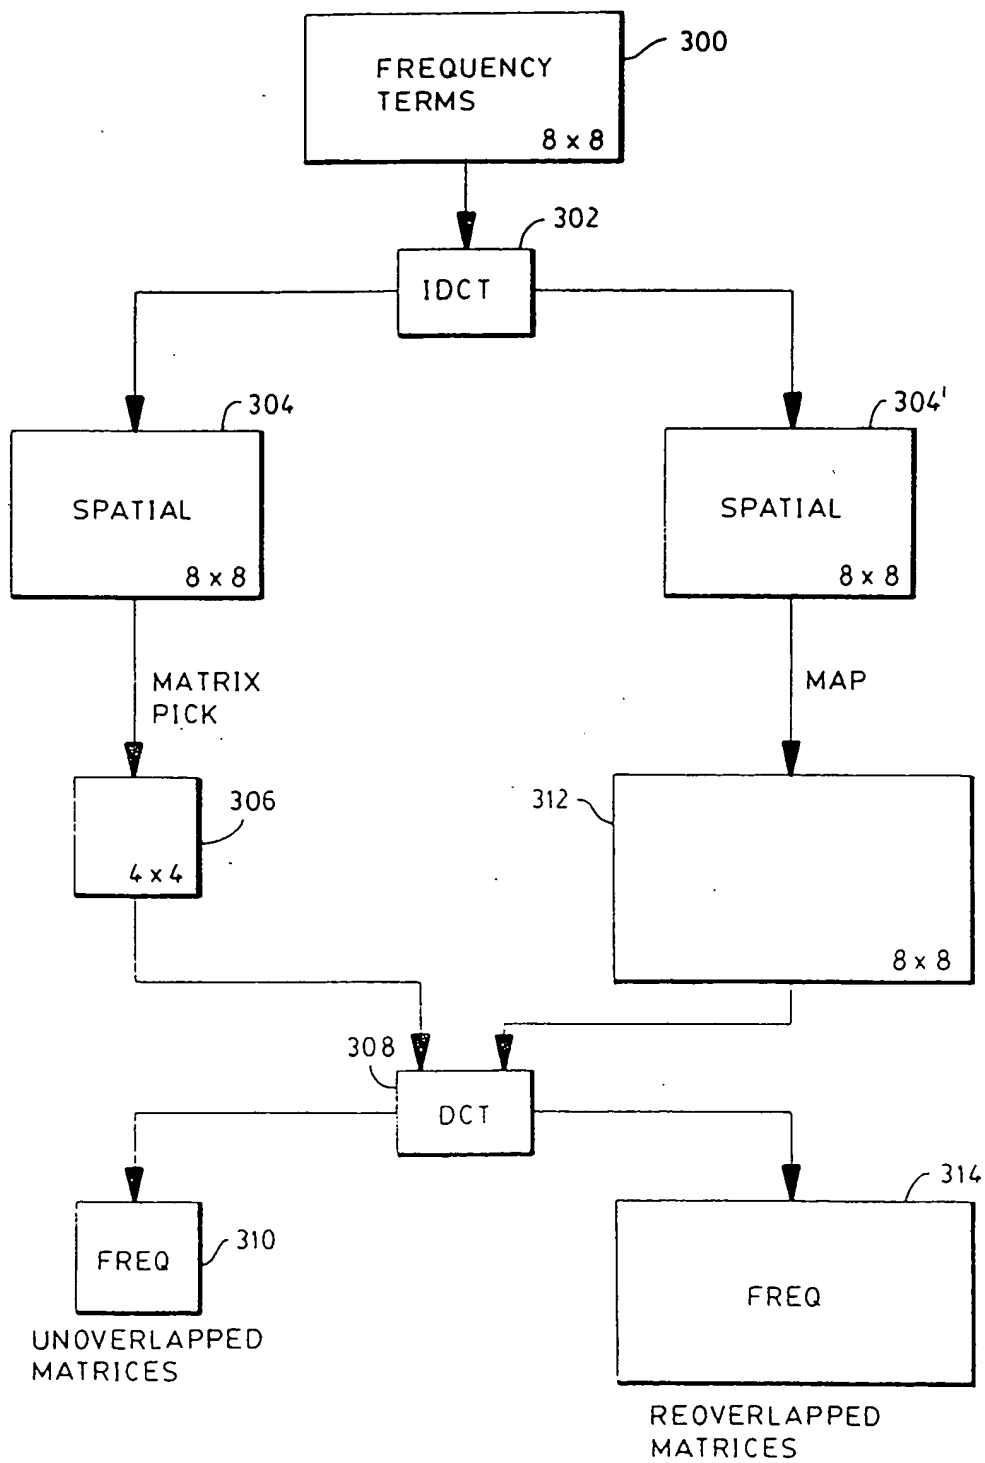 300
FREQUENCY
TERMS
8 x 8
302
IDCT
304
304'
SPATIAL
8 x 8
SPATIAL
8 x 8
MATRIX
PICK
MAP
306
4 x 4
312
8 x 8
308
DCT
314
310
FREQ
FREQ
UNOVERLAPPED
MATRICES
REOVERLAPPED
MATRICES